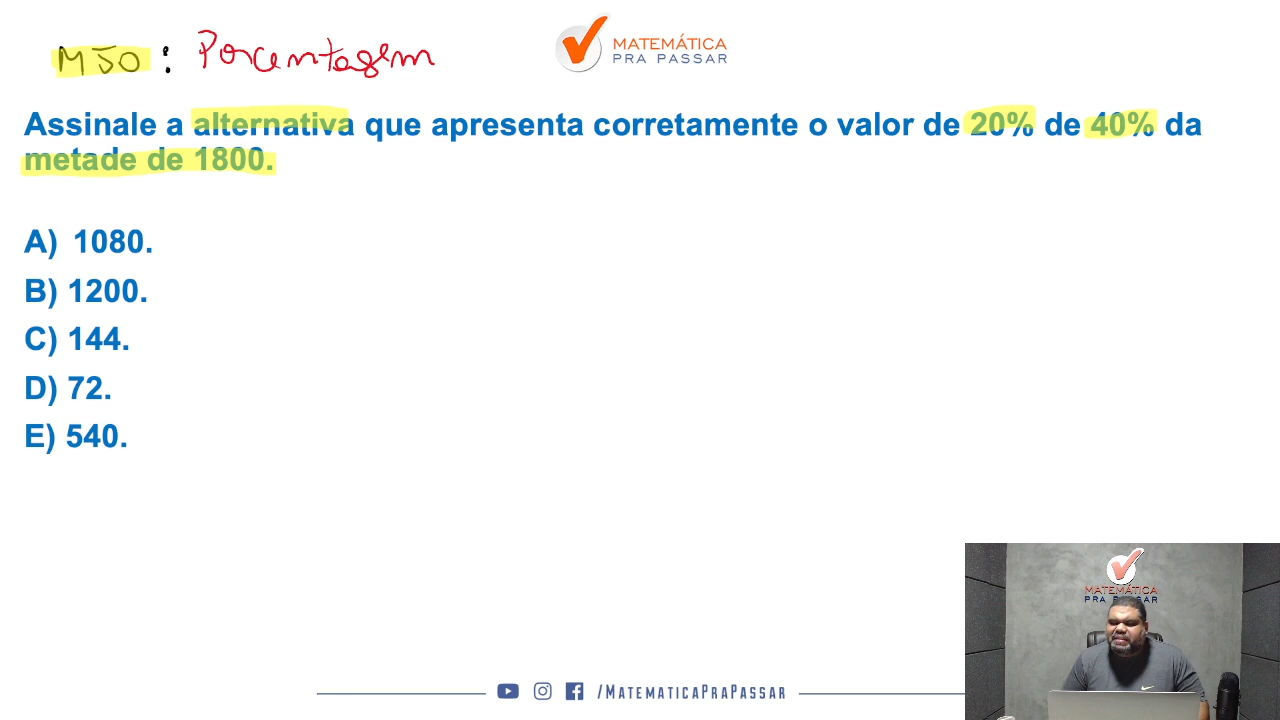 MJO: Porcentagem
MATEMÁTICA
PRA PASSAR
Assinale a alternativa que apresenta corretamente o valor de 20% de 40% da
metade de 1800.
A) 1080.
B) 1200.
C) 144.
D) 72.
E) 540.
MATEMÁTICA
PRA PASSAR
/MATEMATICAPRAPASSAR